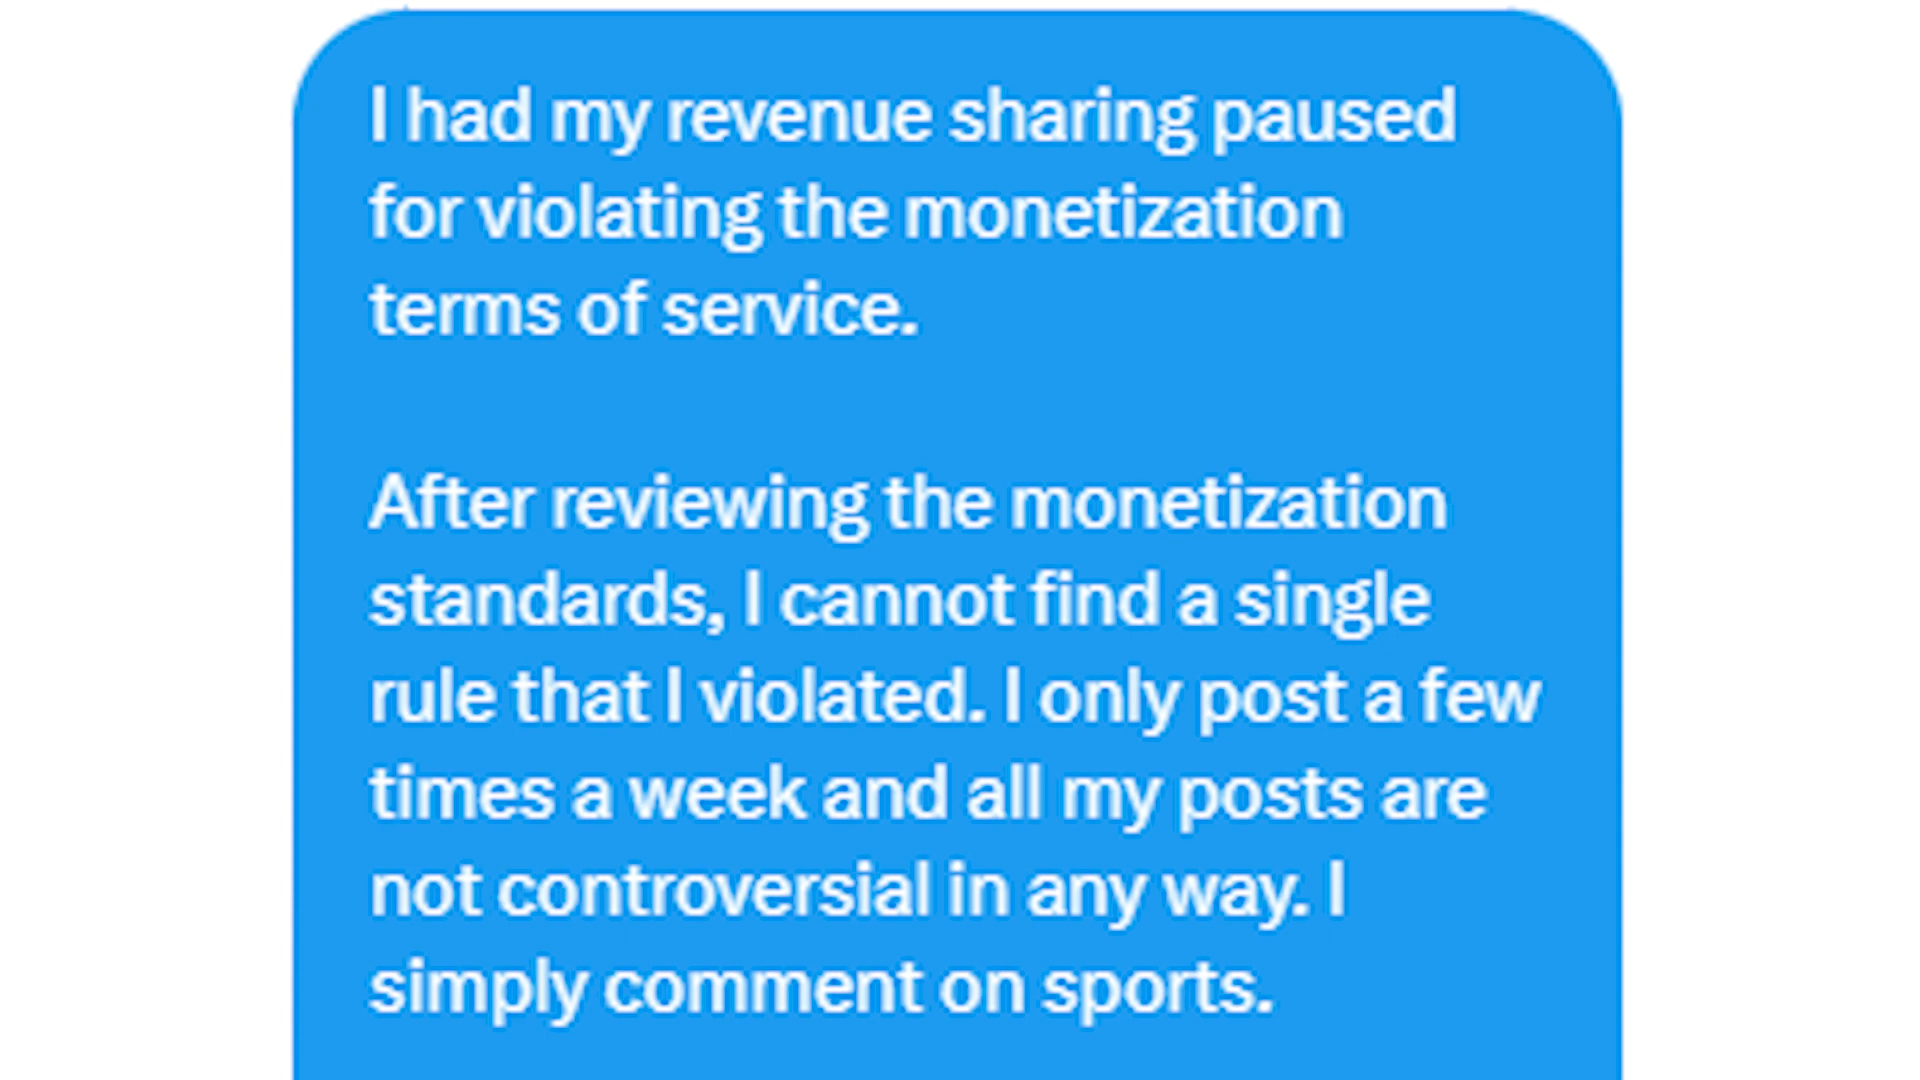 I had my revenue sharing paused
for violating the monetization
terms of service.
After reviewing the monetization
standards, I cannot find a single
rule that I violated. I only post a few
times a week and all my posts are
not controversial in any way. I
simply comment on sports.